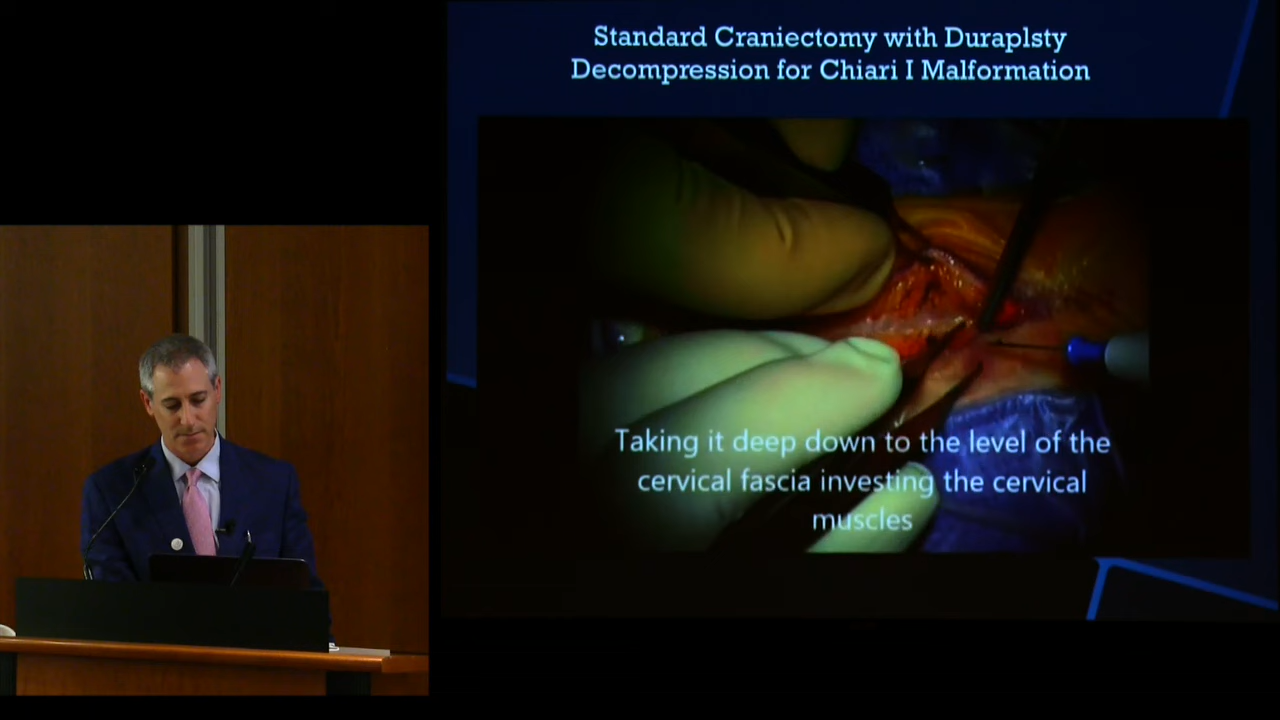 Standard Craniectomy with Duraplsty
Decompression for Chiari I Malformation
Taking it deep down to the level of the
cervical fascia investing the cervical
muscles